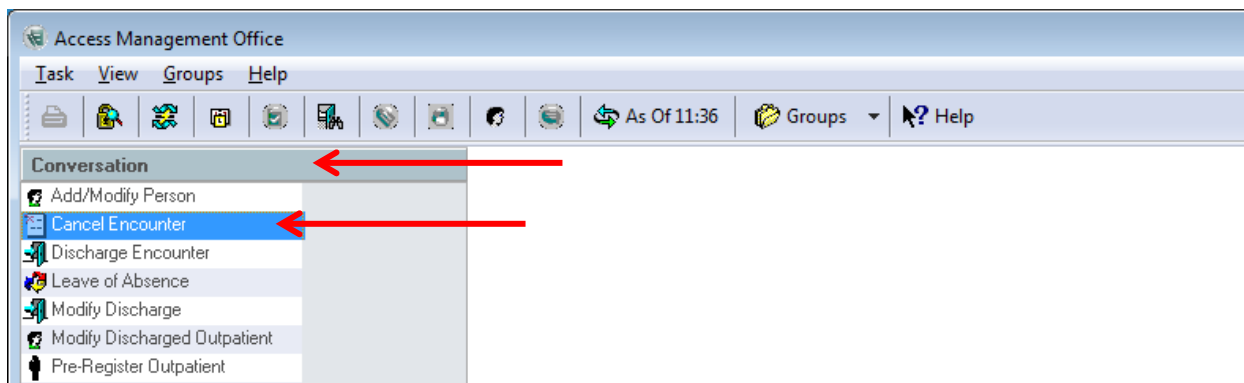 Access Management Office
Task View Groups Help
As Of 11:36 Groups ? Help
Conversation
Add/Modify Person
Cancel Encounter
Discharge Encounter
Leave of Absence
Modify Discharge
Modify Discharged Outpatient
Pre-Register Outpatient